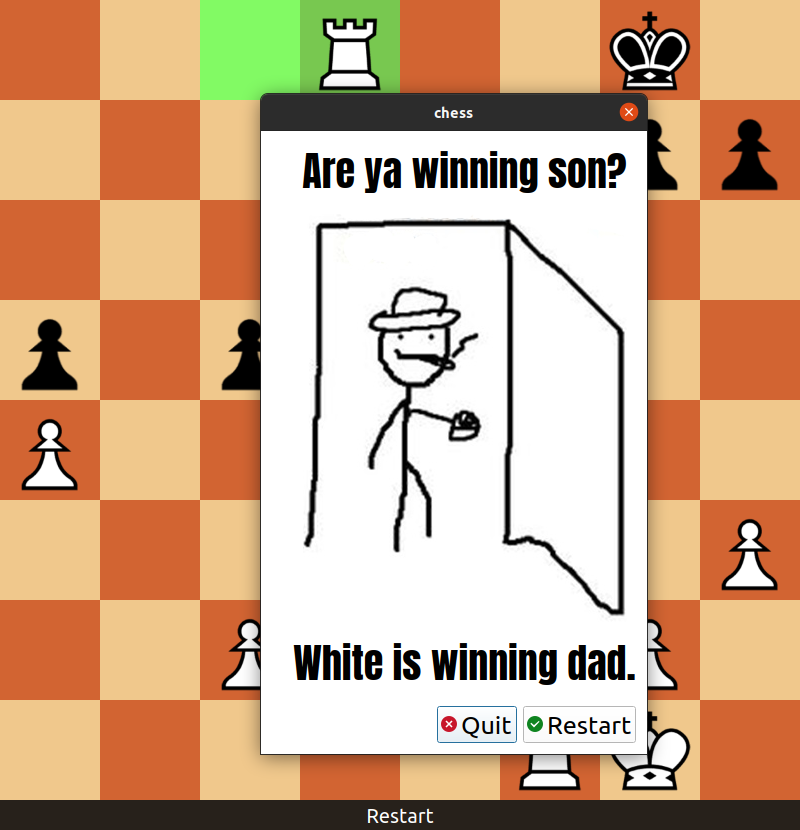 chess
Are ya winning son?
White is winning dad.
Quit
Restart
Restart